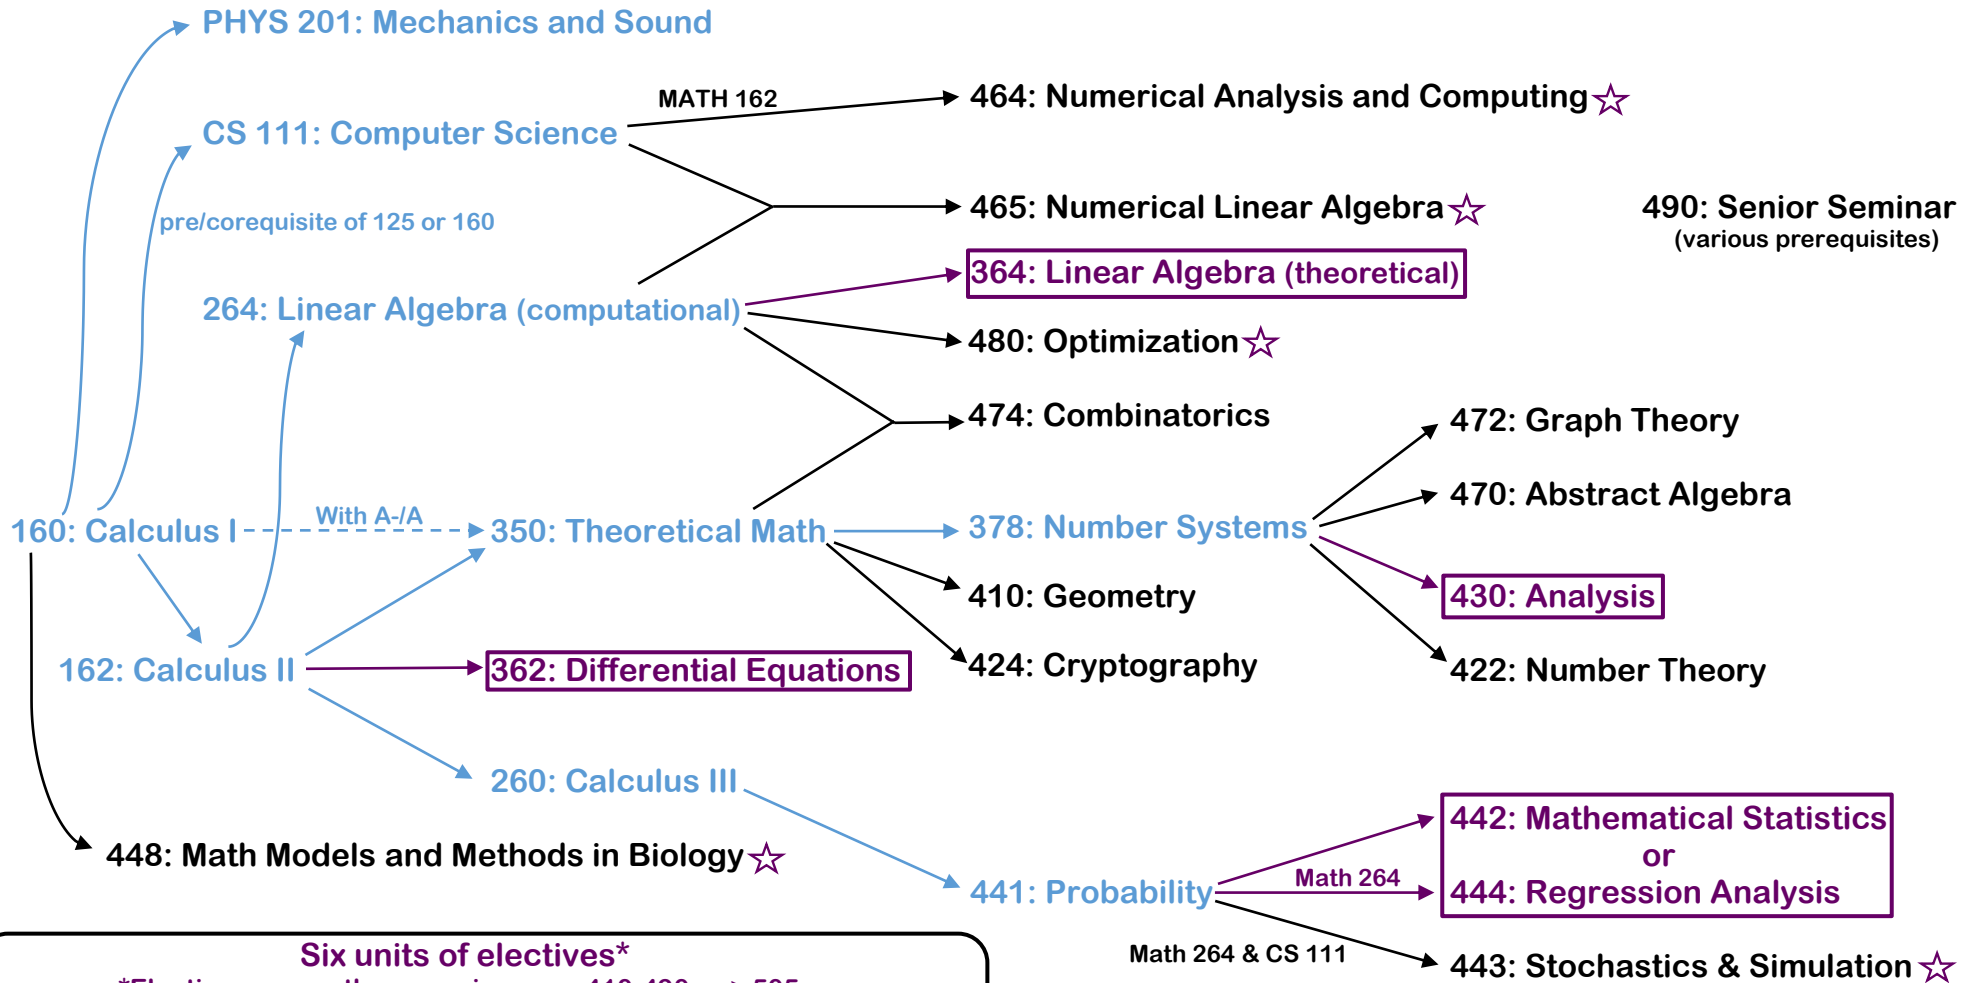 PHYS 201: Mechanics and Sound
MATH 162
464: Numerical Analysis and Computing
CS 111: Computer Science
pre/corequisite of 125 or 160
465: Numerical Linear Algebra
490: Senior Seminar
(various prerequisites)
364: Linear Algebra (theoretical)
264: Linear Algebra (computational)
480: Optimization
474: Combinatorics
472: Graph Theory
470: Abstract Algebra
160: Calculus I
With A-/A
350: Theoretical Math
378: Number Systems
410: Geometry
430: Analysis
162: Calculus II
362: Differential Equations
424: Cryptography
422: Number Theory
260: Calculus III
442: Mathematical Statistics
or
448: Math Models and Methods in Biology
441: Probability
Math 264
444: Regression Analysis
Math 264 & CS 111
443: Stochastics & Simulation
Six units of electives*